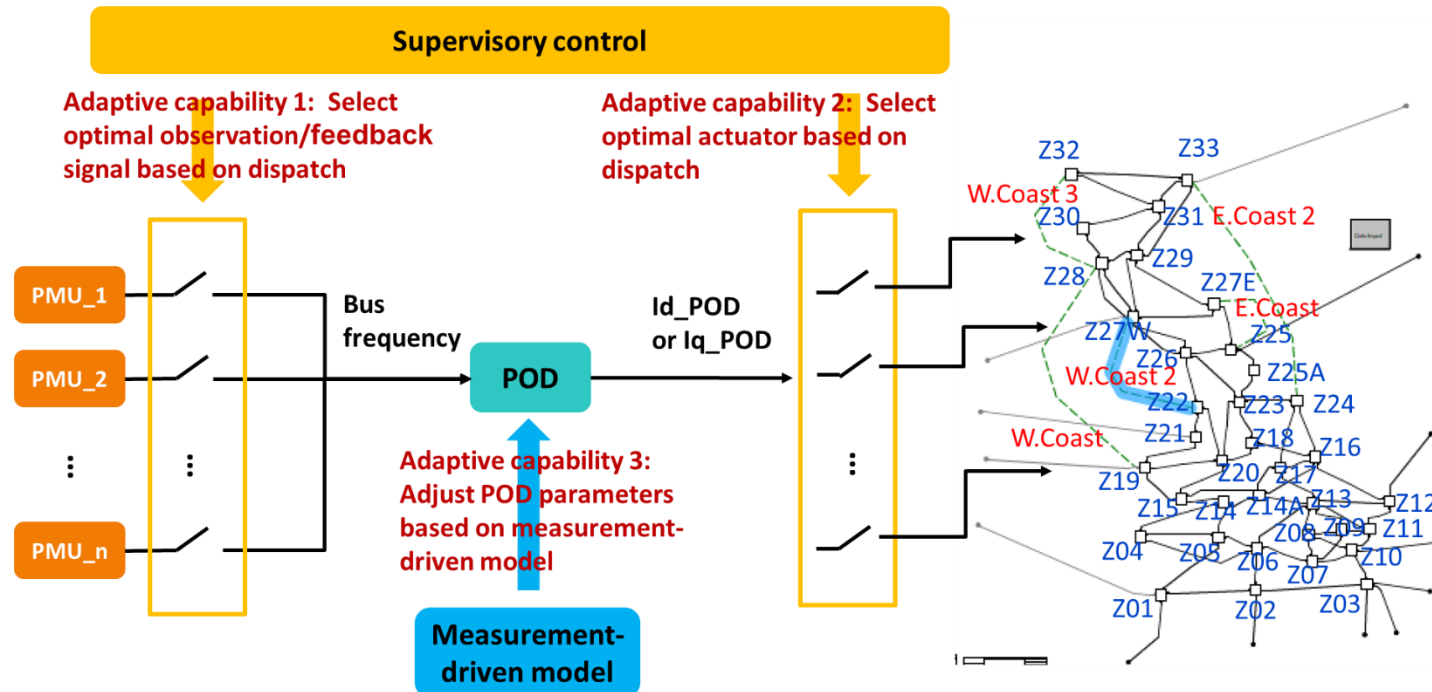 Supervisory control
Adaptive capability 1: Select
optimal observation/feedback
signal based on dispatch
Adaptive capability 2: Select
optimal actuator based on
dispatch
PMU_1
PMU_2
⋮
PMU_n
⋮
Bus
frequency
POD
Id_POD
or Iq_POD
⋮
Adaptive capability 3:
Adjust POD parameters
based on measurement-
driven model
Measurement-
driven model
Z32
Z33
W.Coast 3
Z30
Z31
E.Coast 2
Z28
Z29
Z27E
E.Coast
Z27W
Z25
Z26
W.Coast 2
Z25A
Z22
Z23
Z24
Z21
W.Coast
Z18
Z16
Z19
Z20
Z17
Z15
Z14
Z14A
Z13
Z12
Z04
Z05
Z06
Z08
Z09
Z11
Z07
Z10
Z01
Z02
Z03